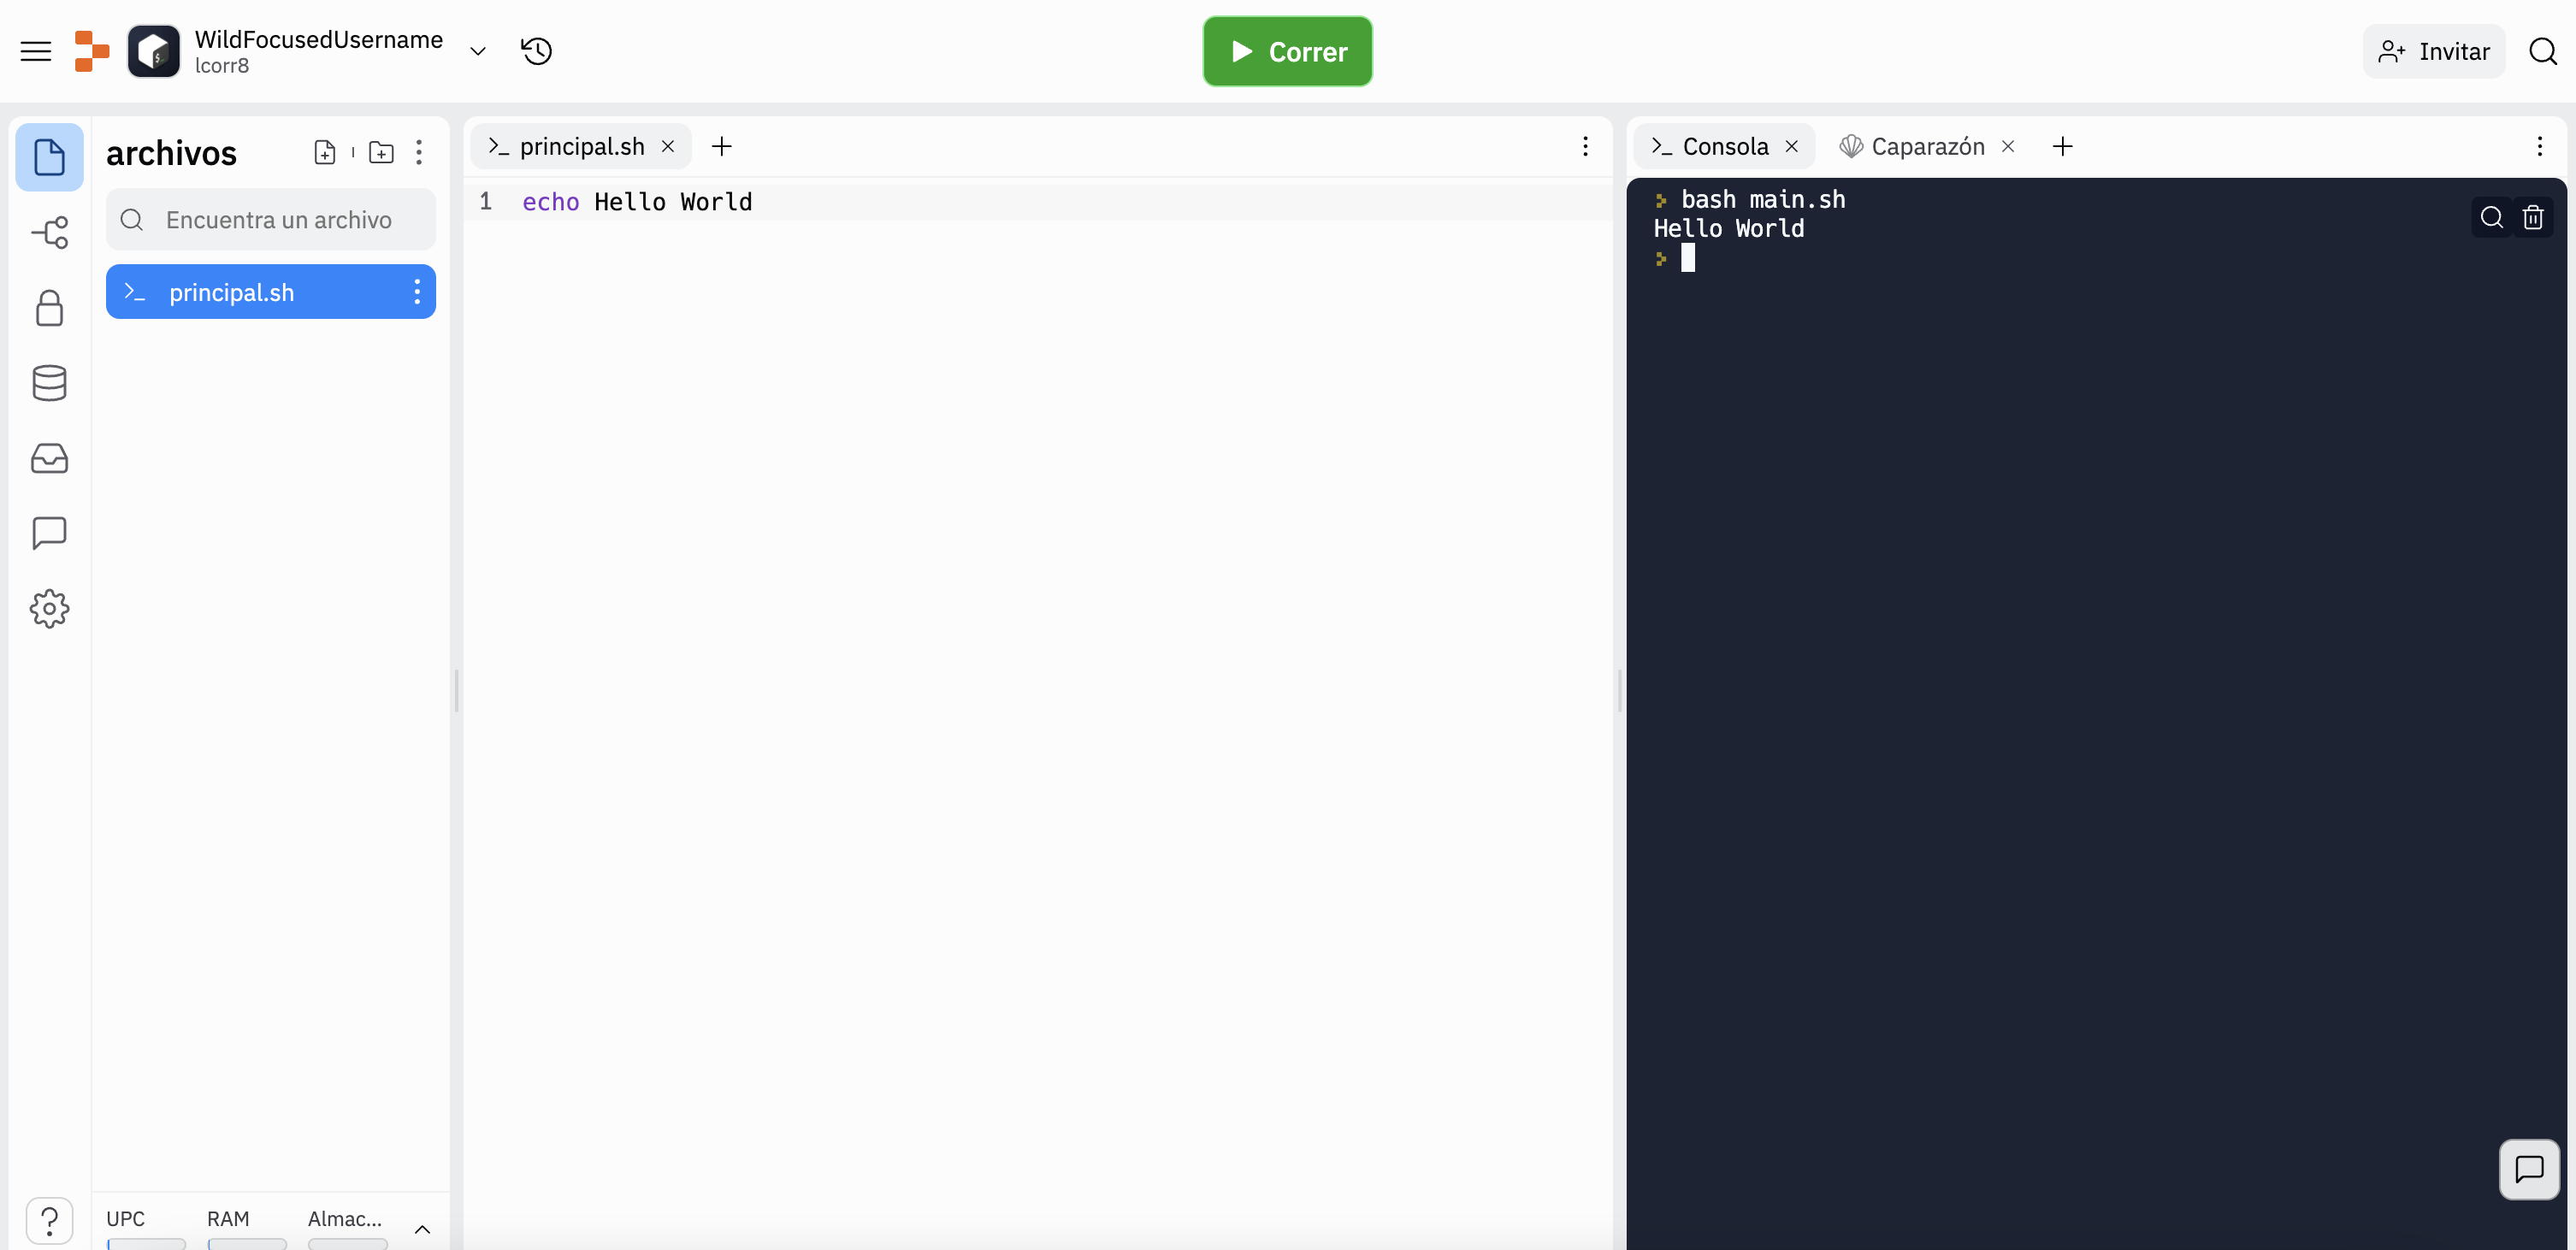 WildFocusedUsername
lcorr8
Correr
Invitar
archivos
Encuentra un archivo
principal.sh
UPC
RAM
Almac...
principal.sh
1 echo Hello World
Consola
Caparazón
bash main.sh
Hello World